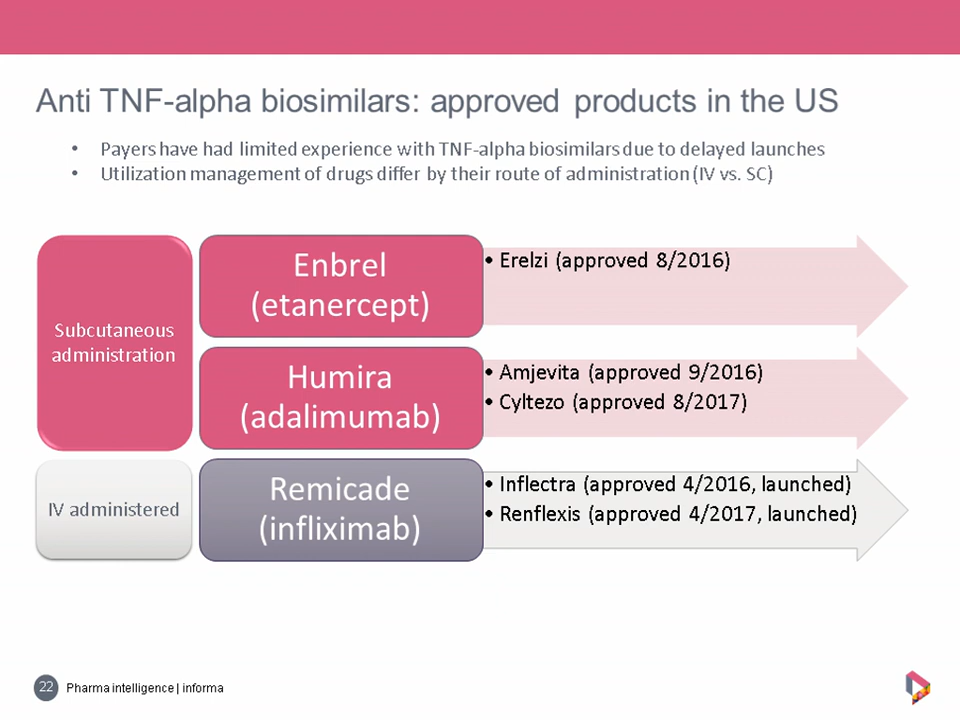 Anti TNF-alpha biosimilars: approved products in the US
• Payers have had limited experience with TNF-alpha biosimilars due to delayed launches
• Utilization management of drugs differ by their route of administration (IV vs. SC)
Subcutaneous
administration
Enbrel
(etanercept)
• Erelzi (approved 8/2016)
Humira
(adalimumab)
• Amjevita (approved 9/2016)
• Cyltezo (approved 8/2017)
IV administered
Remicade
(infliximab)
• Inflectra (approved 4/2016, launched)
• Renflexis (approved 4/2017, launched)
22 Pharma intelligence | informa